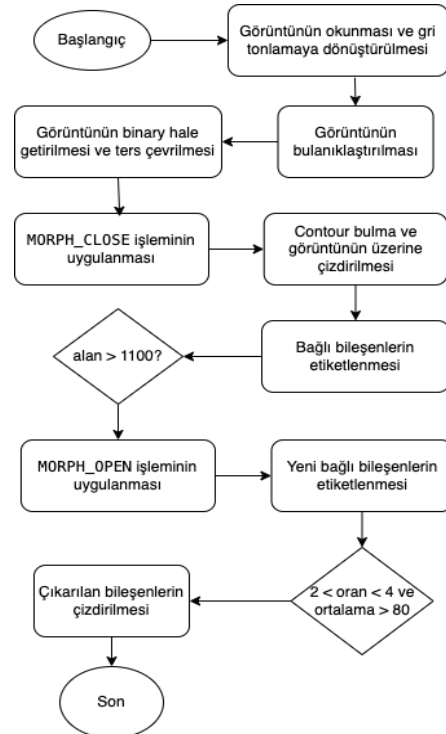 Başlangıç
Görüntünün okunması ve gri
tonlamaya dönüştürülmesi
Görüntünün
bulanıklaştırılması
Görüntünün binary hale
getirilmesi ve ters çevrilmesi
MORPH_CLOSE işleminin
uygulanması
Contour bulma ve
görüntünün üzerine
çizdirilmesi
Bağlı bileşenlerin
etiketlenmesi
alan > 1100?
MORPH_OPEN işleminin
uygulanması
Yeni bağlı bileşenlerin
etiketlenmesi
2 < oran < 4 ve
ortalama > 80
Çıkarılan bileşenlerin
çizdirilmesi
Son